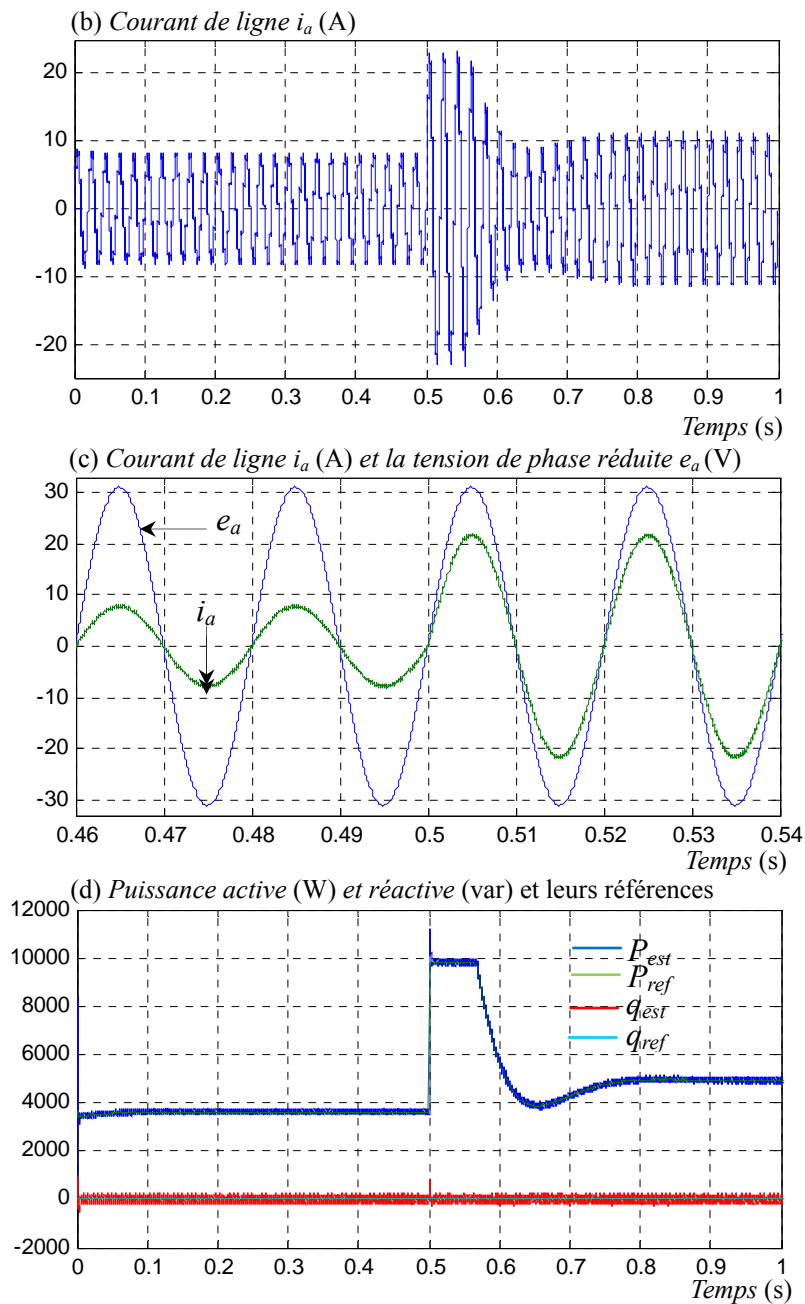 (b) Courant de ligne ia (A)
20
10
0
-10
-20
0 0.1 0.2 0.3 0.4 0.5 0.6 0.7 0.8 0.9 1
Temps (s)
(c) Courant de ligne ia (A) et la tension de phase réduite ea (V)
30
20
10
0
-10
-20
-30
ea
ia
0.46 0.47 0.48 0.49 0.5 0.51 0.52 0.53 0.54
Temps (s)
(d) Puissance active (W) et réactive (var) et leurs références
12000
10000
8000
6000
4000
2000
0
-2000
Pest
Pref
qest
qref
0 0.1 0.2 0.3 0.4 0.5 0.6 0.7 0.8 0.9 1
Temps (s)